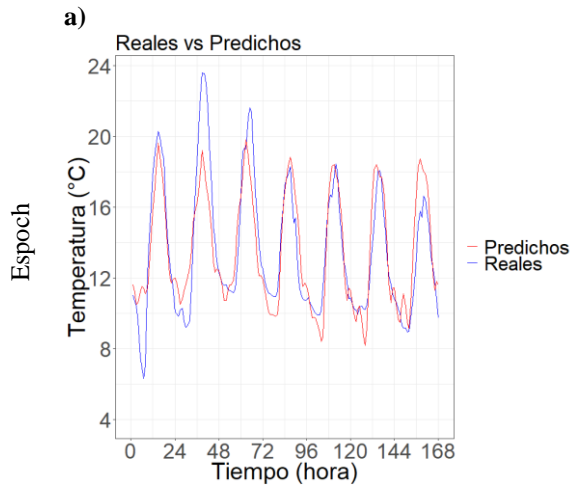 a)
Reales vs Predichos
24
20
16
12
8
4
0 24 48 72 96 120 144 168
Tiempo (hora)
Temperatura (°C)
Espoch
Predichos
Reales